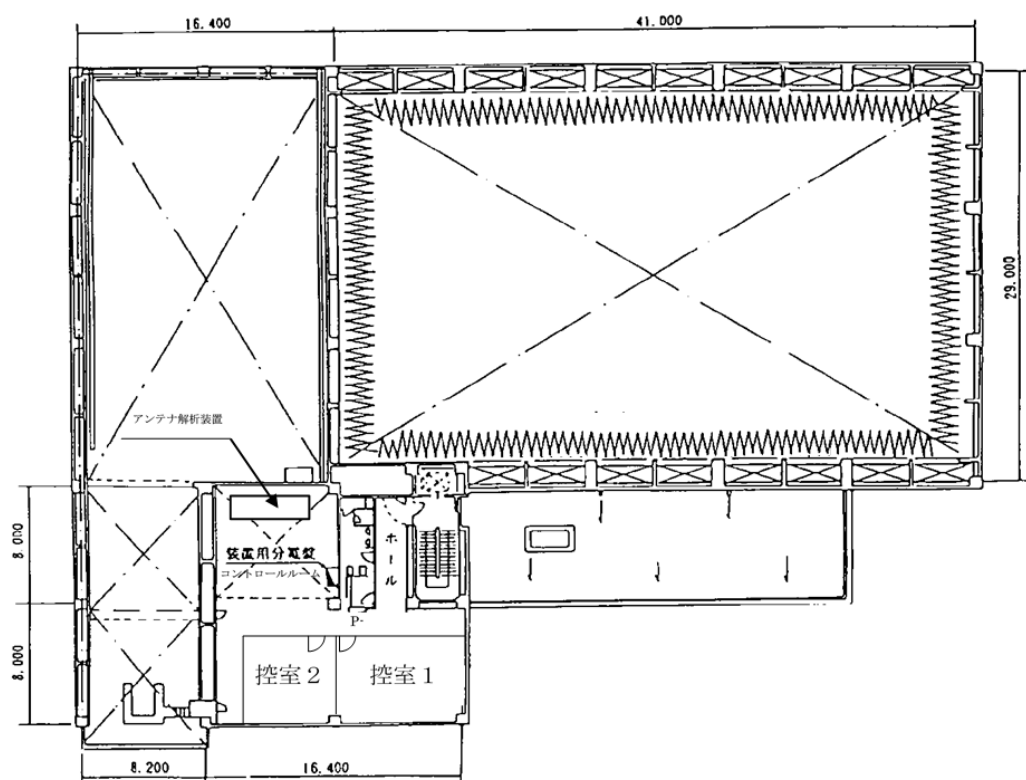 16.400
41.000
29.000
アンテナ解析装置
8.000
装置用分電盤
コントロールルーム
ホール
P-
8.000
控室2
控室1
8.200
16.400